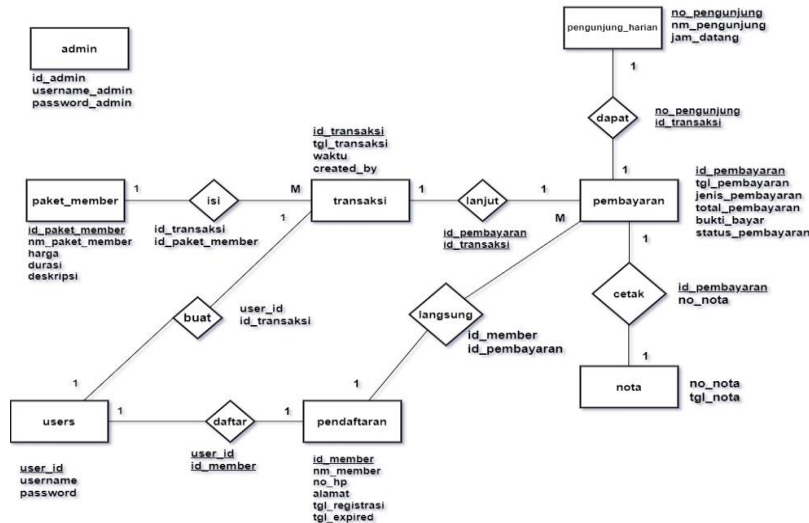 admin
id_admin
username_admin
password_admin
pengunjung_harian
no_pengunjung
nm_pengunjung
jam_datang
1
dapat
no_pengunjung
id_transaksi
1
id_transaksi
tgl_transaksi
waktu
created_by
paket_member
1
isi
M
transaksi
1
lanjut
1
pembayaran
id_paket_member
nm_paket_member
harga
durasi
deskripsi
id_transaksi
id_paket_member
1
id_pembayaran
id_transaksi
M
1
id_pembayaran
tgl_pembayaran
jenis_pembayaran
total_pembayaran
bukti_bayar
status_pembayaran
buat
user_id
id_transaksi
langsung
id_member
id_pembayaran
cetak
id_pembayaran
no_nota
1
1
1
nota
no_nota
tgl_nota
users
1
daftar
1
pendaftaran
user_id
username
password
user_id
id_member
id_member
nm_member
no_hp
alamat
tgl_registrasi
tgl_expired